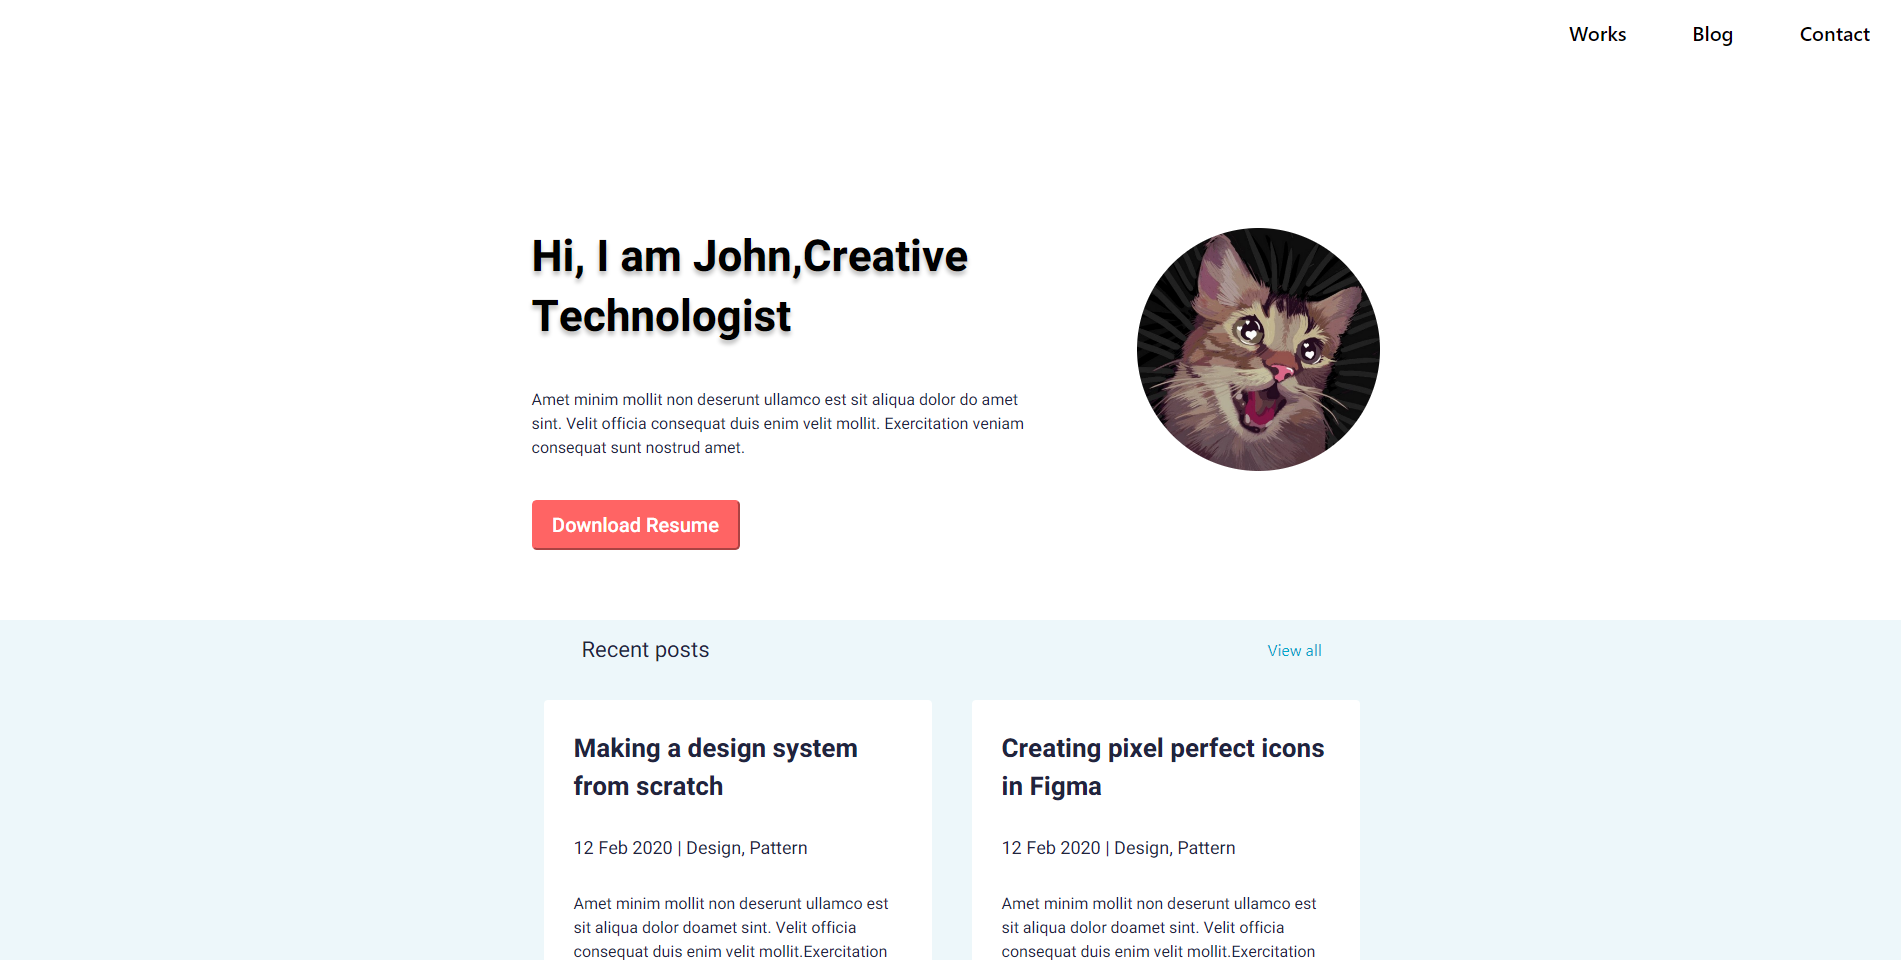 Works Blog Contact
Hi, I am John,Creative
Technologist
Amet minim mollit non deserunt ullamco est sit aliqua dolor do amet
sint. Velit officia consequat duis enim velit mollit. Exercitation veniam
consequat sunt nostrud amet.
Download Resume
Recent posts
View all
Making a design system
from scratch
12 Feb 2020 | Design, Pattern
Amet minim mollit non deserunt ullamco est
sit aliqua dolor doamet sint. Velit officia
consequat duis enim velit mollit.Exercitation
Creating pixel perfect icons
in Figma
12 Feb 2020 | Design, Pattern
Amet minim mollit non deserunt ullamco est
sit aliqua dolor doamet sint. Velit officia
consequat duis enim velit mollit.Exercitation